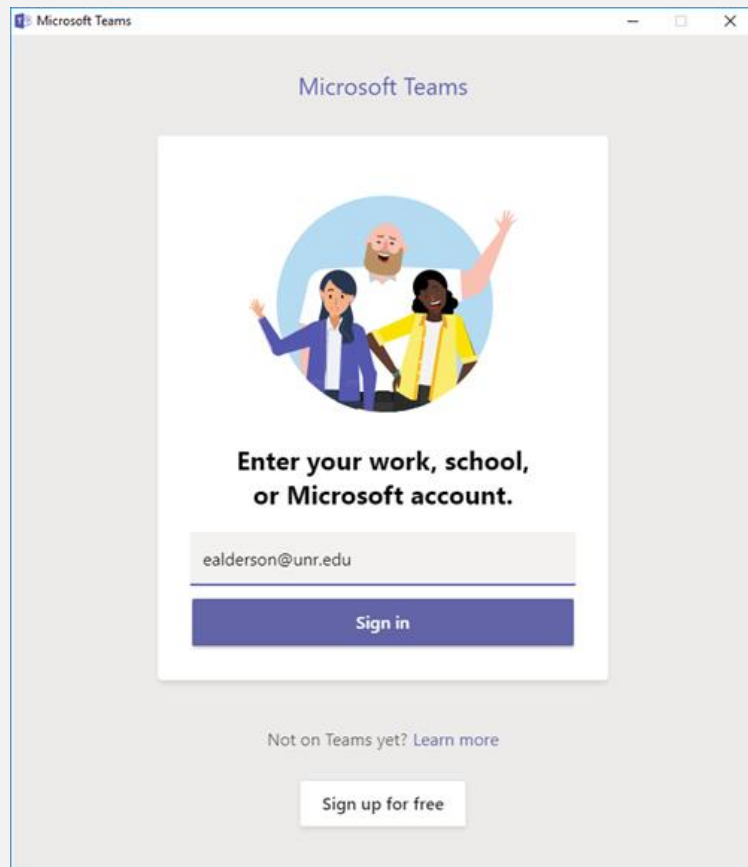 Microsoft Teams
Microsoft Teams
Enter your work, school,
or Microsoft account.
ealderson@unr.edu
Sign in
Not on Teams yet? Learn more
Sign up for free